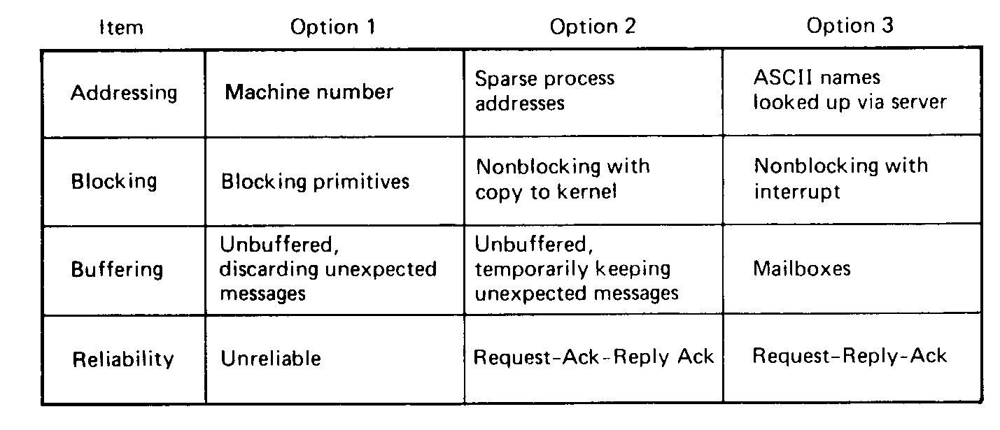 Item Option 1 Option 2 Option 3
Addressing Machine number Sparse process addresses ASCII names looked up via server
Blocking Blocking primitives Nonblocking with copy to kernel Nonblocking with interrupt
Buffering Unbuffered, discarding unexpected messages Unbuffered, temporarily keeping unexpected messages Mailboxes
Reliability Unreliable Request-Ack-Reply Ack Request-Reply-Ack